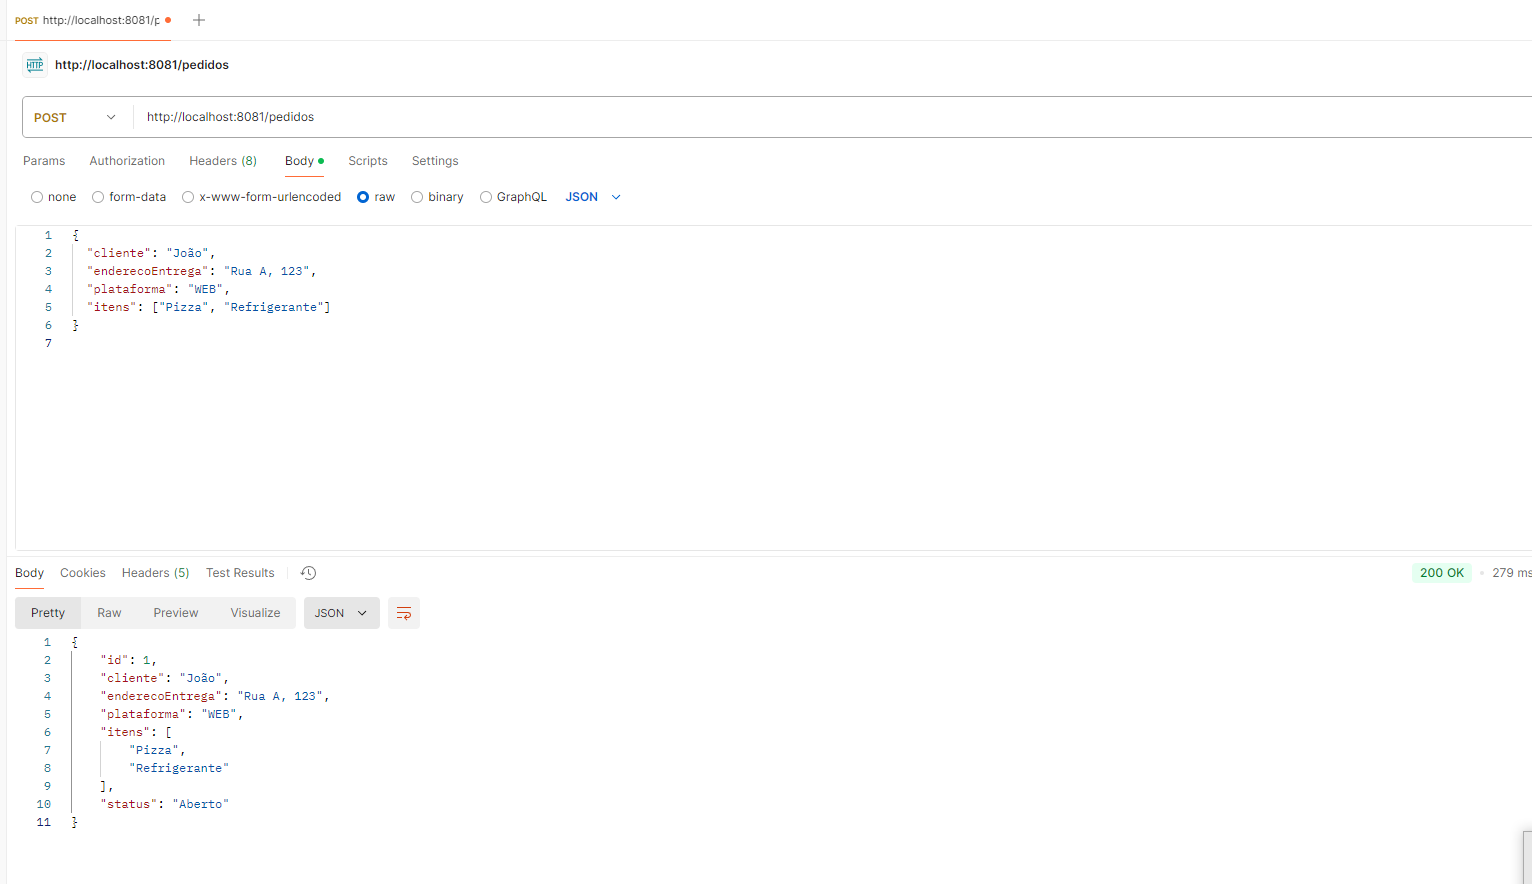 POST http://localhost:8081/p
http://localhost:8081/pedidos
POST http://localhost:8081/pedidos
Params Authorization Headers (8) Body Scripts Settings
none form-data x-www-form-urlencoded raw binary GraphQL JSON
1 {
2 "cliente": "João",
3 "enderecoEntrega": "Rua A, 123",
4 "plataforma": "WEB",
5 "itens": ["Pizza", "Refrigerante"]
6 }
7
Body Cookies Headers (5) Test Results 200 OK 279 ms
Pretty Raw Preview Visualize JSON
1 {
2 "id": 1,
3 "cliente": "João",
4 "enderecoEntrega": "Rua A, 123",
5 "plataforma": "WEB",
6 "itens": [
7 "Pizza",
8 "Refrigerante"
9 ],
10 "status": "Aberto"
11 }